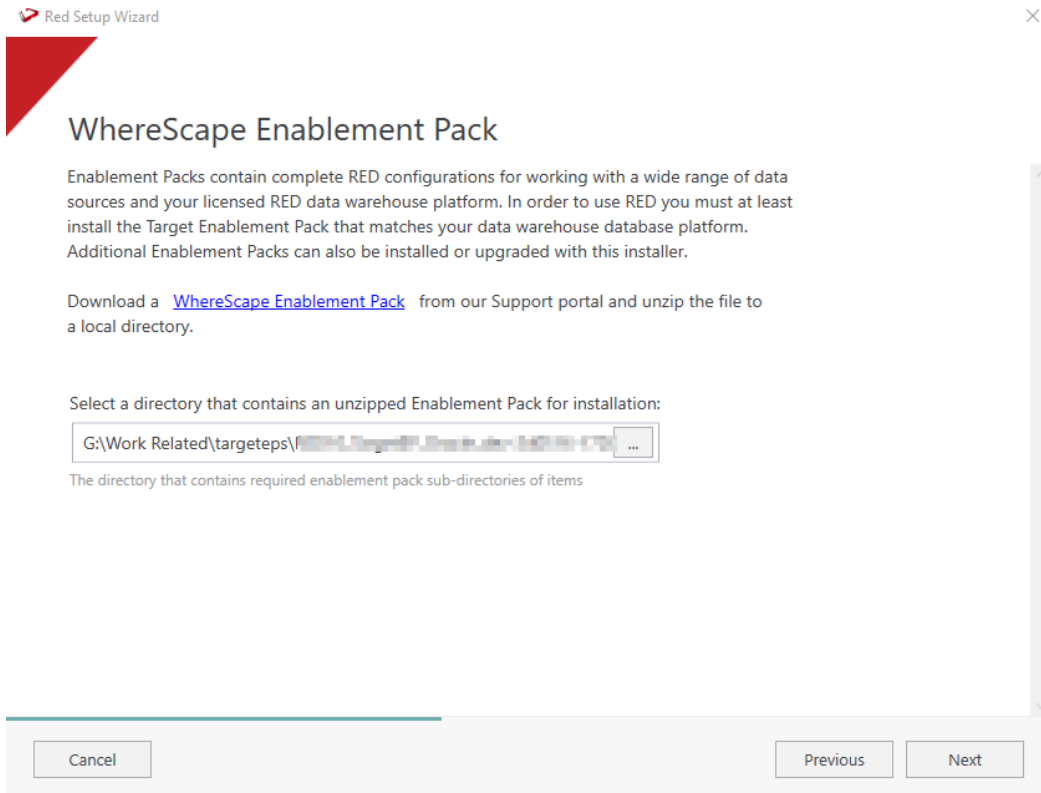 Red Setup Wizard
WhereScape Enablement Pack
Enablement Packs contain complete RED configurations for working with a wide range of data
sources and your licensed RED data warehouse platform. In order to use RED you must at least
install the Target Enablement Pack that matches your data warehouse database platform.
Additional Enablement Packs can also be installed or upgraded with this installer.
Download a WhereScape Enablement Pack from our Support portal and unzip the file to
a local directory.
Select a directory that contains an unzipped Enablement Pack for installation:
G:\Work Related\targeteps\ ...
The directory that contains required enablement pack sub-directories of items
Cancel Previous Next